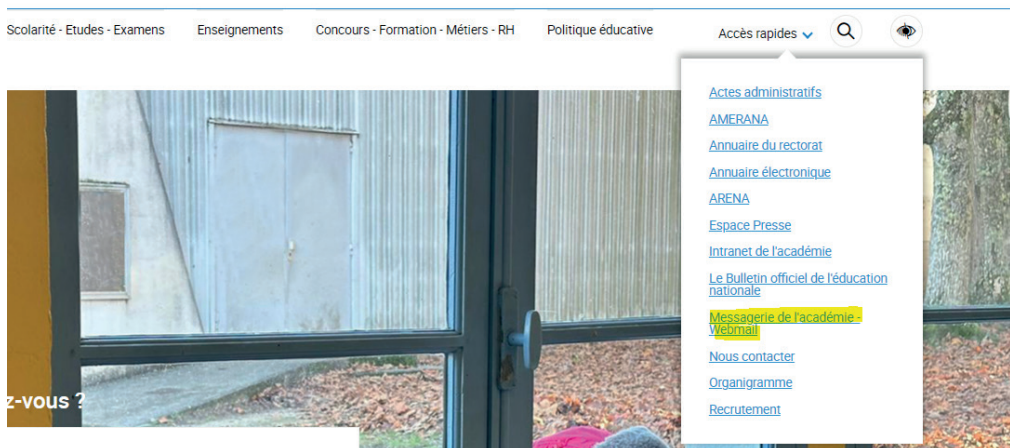 Scolarité - Etudes - Examens Enseignements Concours - Formation - Métiers - RH Politique éducative Accès rapides
Actes administratifs
AMERANA
Annuaire du rectorat
Annuaire électronique
ARENA
Espace Presse
Intranet de l'académie
Le Bulletin officiel de l'éducation
nationale
Messagerie de l'académie -
Webmail
Nous contacter
Organigramme
Recrutement
z-vous ?